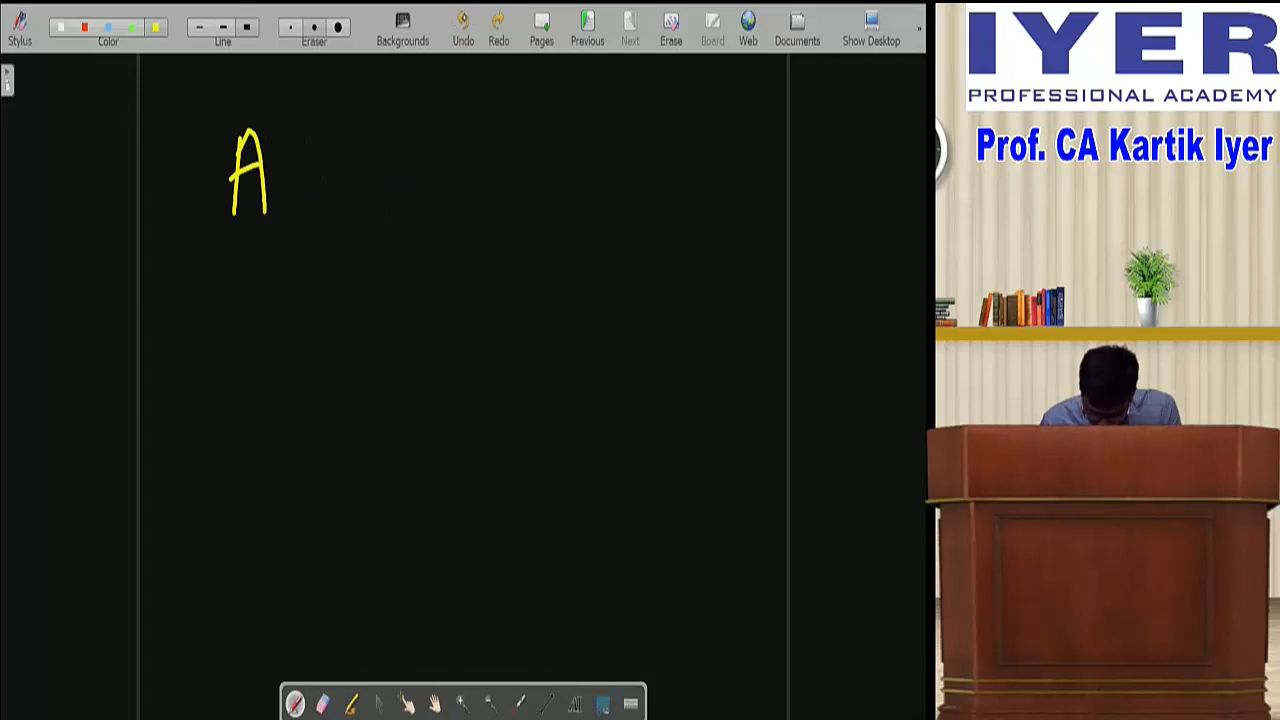 Stylus
Color
Line
Eraser
Backgrounds
Undo
Redo
Pages
Previous
Next
Erase
Board
Web
Documents
Show Desktop
»
A
IYER
PROFESSIONAL ACADEMY
Prof. CA Kartik Iyer
AI